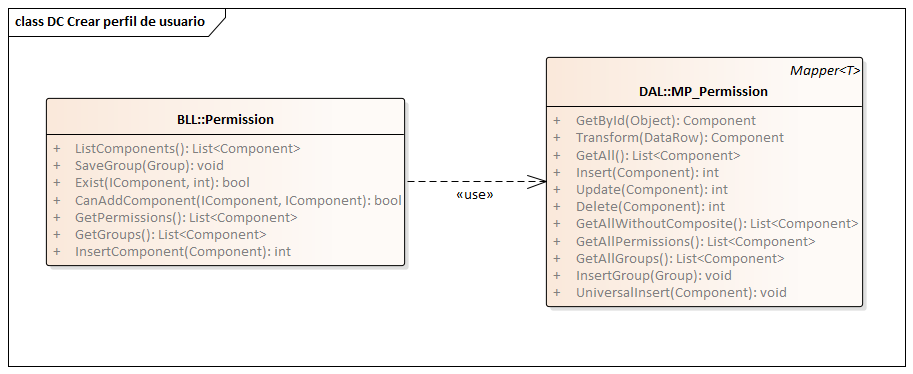 class DC Crear perfil de usuario
BLL::Permission
+ ListComponents(): List<Component>
+ SaveGroup(Group): void
+ Exist(IComponent, int): bool
+ CanAddComponent(IComponent, IComponent): bool
+ GetPermissions(): List<Component>
+ GetGroups(): List<Component>
+ InsertComponent(Component): int
«use»
Mapper<T>
DAL::MP_Permission
+ GetById(Object): Component
+ Transform(DataRow): Component
+ GetAll(): List<Component>
+ Insert(Component): int
+ Update(Component): int
+ Delete(Component): int
+ GetAllWithoutComposite(): List<Component>
+ GetAllPermissions(): List<Component>
+ GetAllGroups(): List<Component>
+ InsertGroup(Group): void
+ UniversalInsert(Component): void